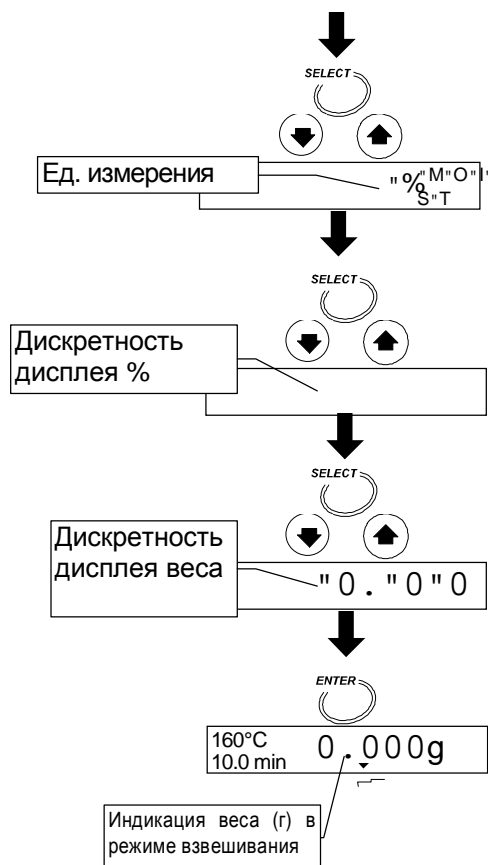 SELECT
Ед. измерения
"%"M"O"I"
S"T
SELECT
Дискретность
дисплея %
SELECT
Дискретность
дисплея веса
"0."0"0
ENTER
160°C
10.0 min
0.000g
Индикация веса (г) в
режиме взвешивания